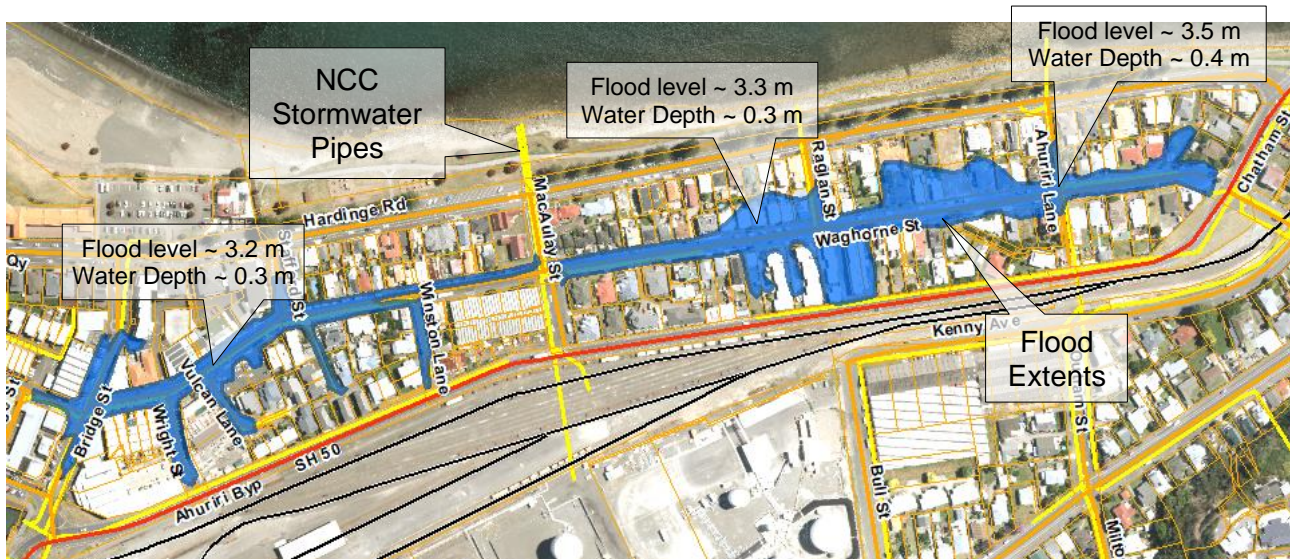 Flood level ~ 3.5 m
Water Depth ~ 0.4 m
NCC
Stormwater
Pipes
Flood level ~ 3.3 m
Water Depth ~ 0.3 m
Chatham St
Ahuriri Lane
Raglan St
MacAulay St
Hardinge Rd
Waghorne St
Flood level ~ 3.2 m
Water Depth ~ 0.3 m
Qy
Winston Lane
Kenny Ave
Flood
Extents
Vulcan Lane
Bridge St
Wright St
SH 50
Ahuriri Byp
Bull St